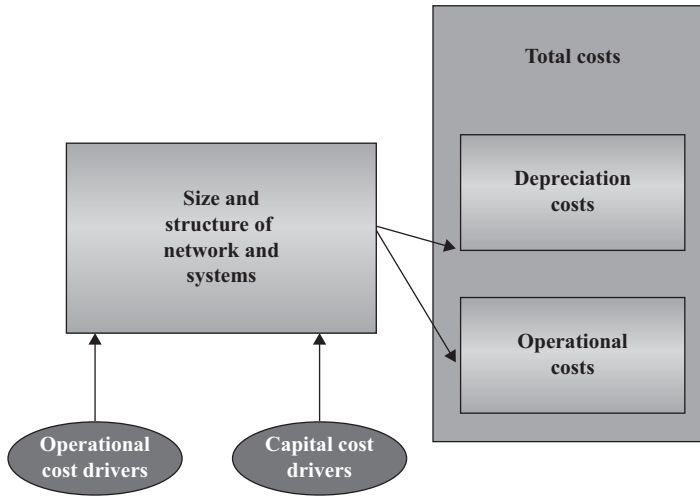 Total costs
Size and
structure of
network and
systems
Depreciation
costs
Operational
costs
Operational
cost drivers
Capital cost
drivers